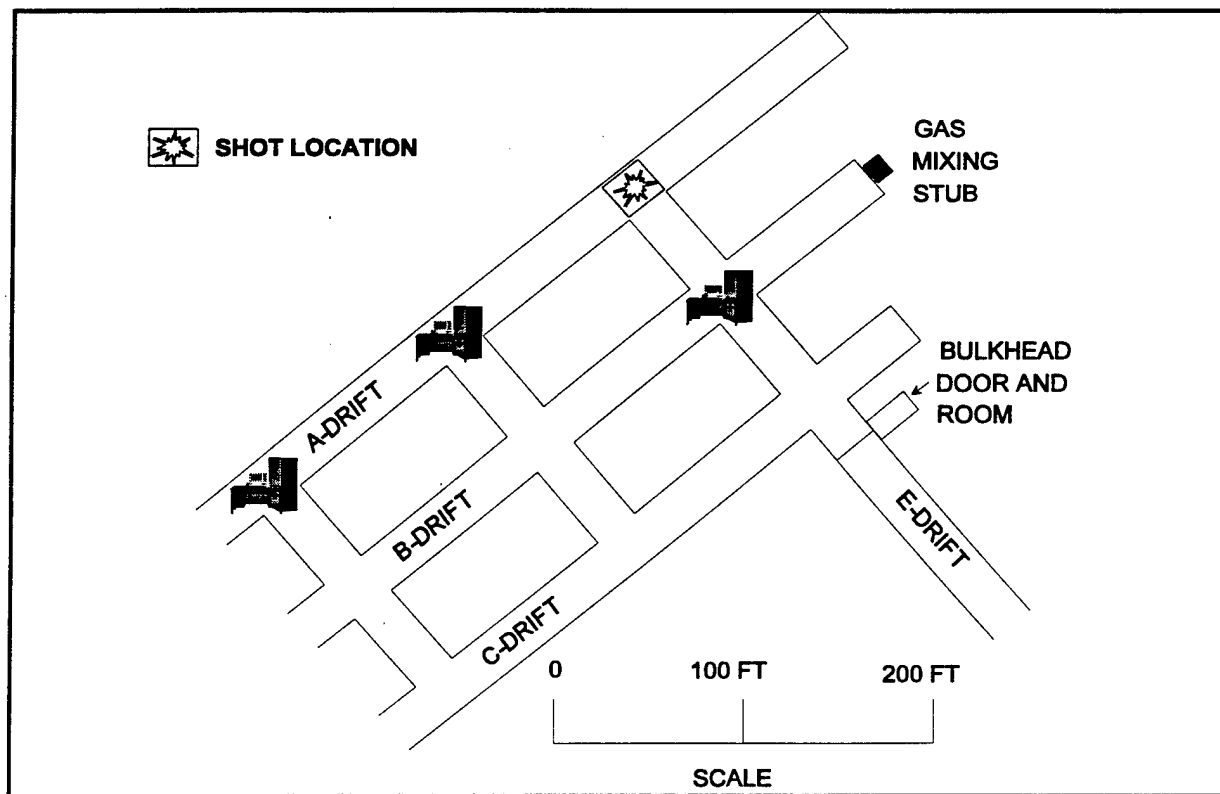 SHOT LOCATION
GAS
MIXING
STUB
BULKHEAD
DOOR AND
ROOM
A-DRIFT
B-DRIFT
C-DRIFT
E-DRIFT
0 100 FT 200 FT
SCALE